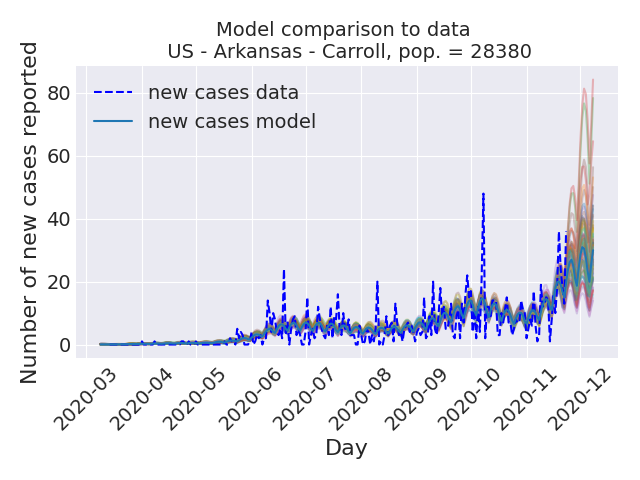 Model comparison to data
US - Arkansas - Carroll, pop. = 28380
Number of new cases reported
80
60
40
20
0
new cases data
new cases model
2020-03
2020-04
2020-05
2020-06
2020-07
2020-08
2020-09
2020-10
2020-11
2020-12
Day